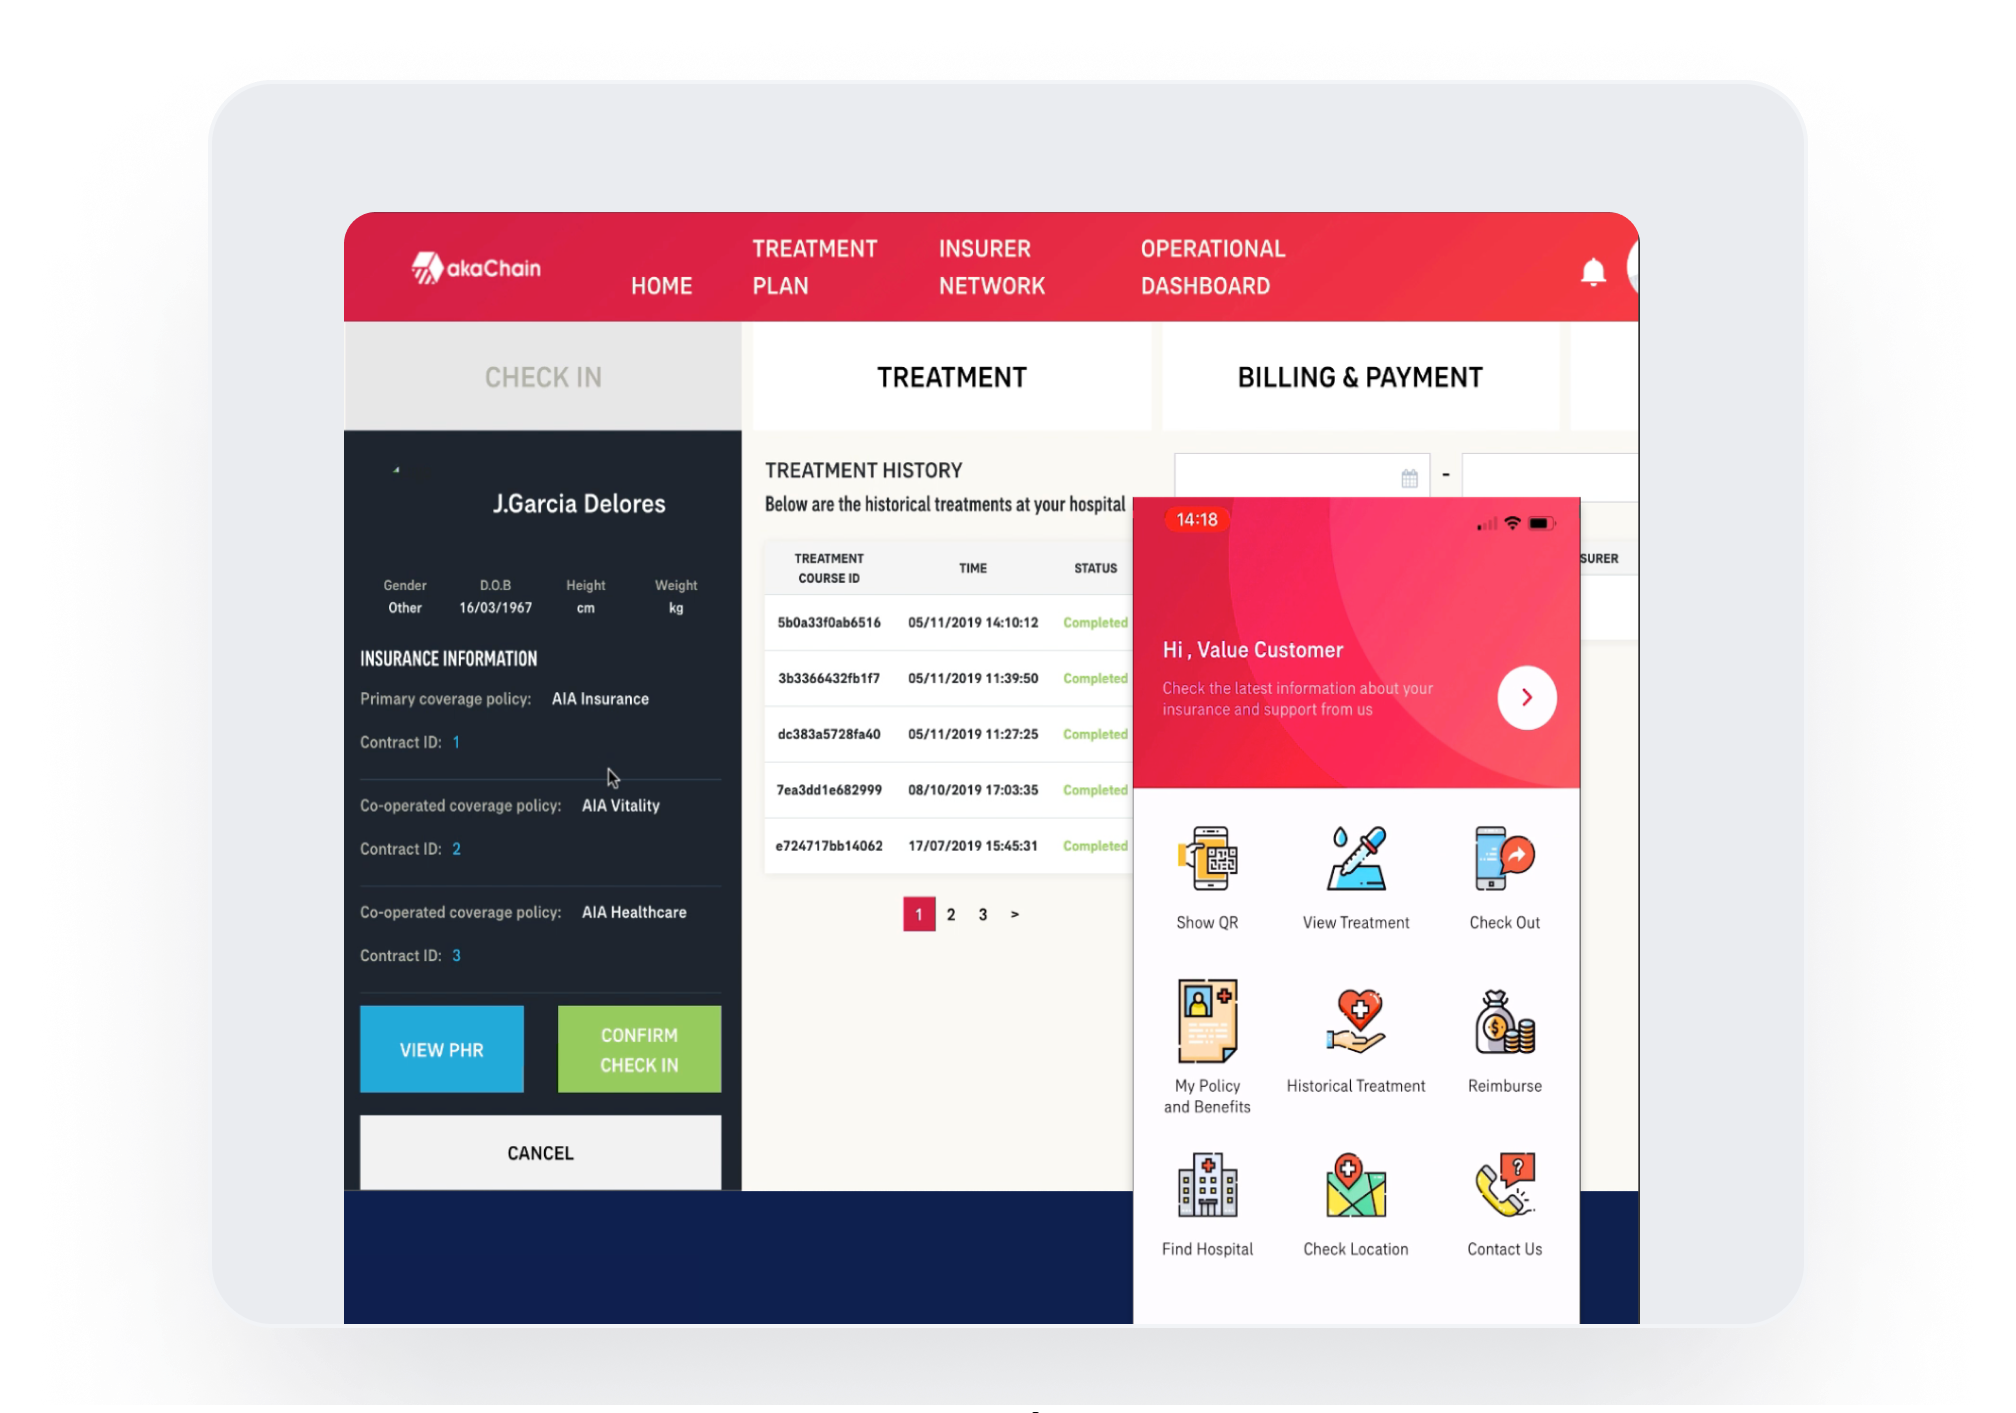 akaChain
HOME
TREATMENT
PLAN
INSURER
NETWORK
OPERATIONAL
DASHBOARD
CHECK IN
TREATMENT
BILLING & PAYMENT
J.Garcia Delores
Gender D.O.B Height Weight
Other 16/03/1967 cm kg
INSURANCE INFORMATION
Primary coverage policy: AIA Insurance
Contract ID: 1
Co-operated coverage policy: AIA Vitality
Contract ID: 2
Co-operated coverage policy: AIA Healthcare
Contract ID: 3
VIEW PHR
CONFIRM
CHECK IN
CANCEL
TREATMENT HISTORY
Below are the historical treatments at your hospital
-
TREATMENT
COURSE ID
TIME
STATUS
SURER
5b0a33f0ab6516 05/11/2019 14:10:12 Completed
3b3366432fb1f7 05/11/2019 11:39:50 Completed
dc383a5728fa40 05/11/2019 11:27:25 Completed
7ea3dd1e682999 08/10/2019 17:03:35 Completed
e724717bb14062 17/07/2019 15:45:31 Completed
1 2 3 >
14:18
Hi , Value Customer
Check the latest information about your
insurance and support from us
Show QR
View Treatment
Check Out
My Policy
and Benefits
Historical Treatment
Reimburse
Find Hospital
Check Location
Contact Us